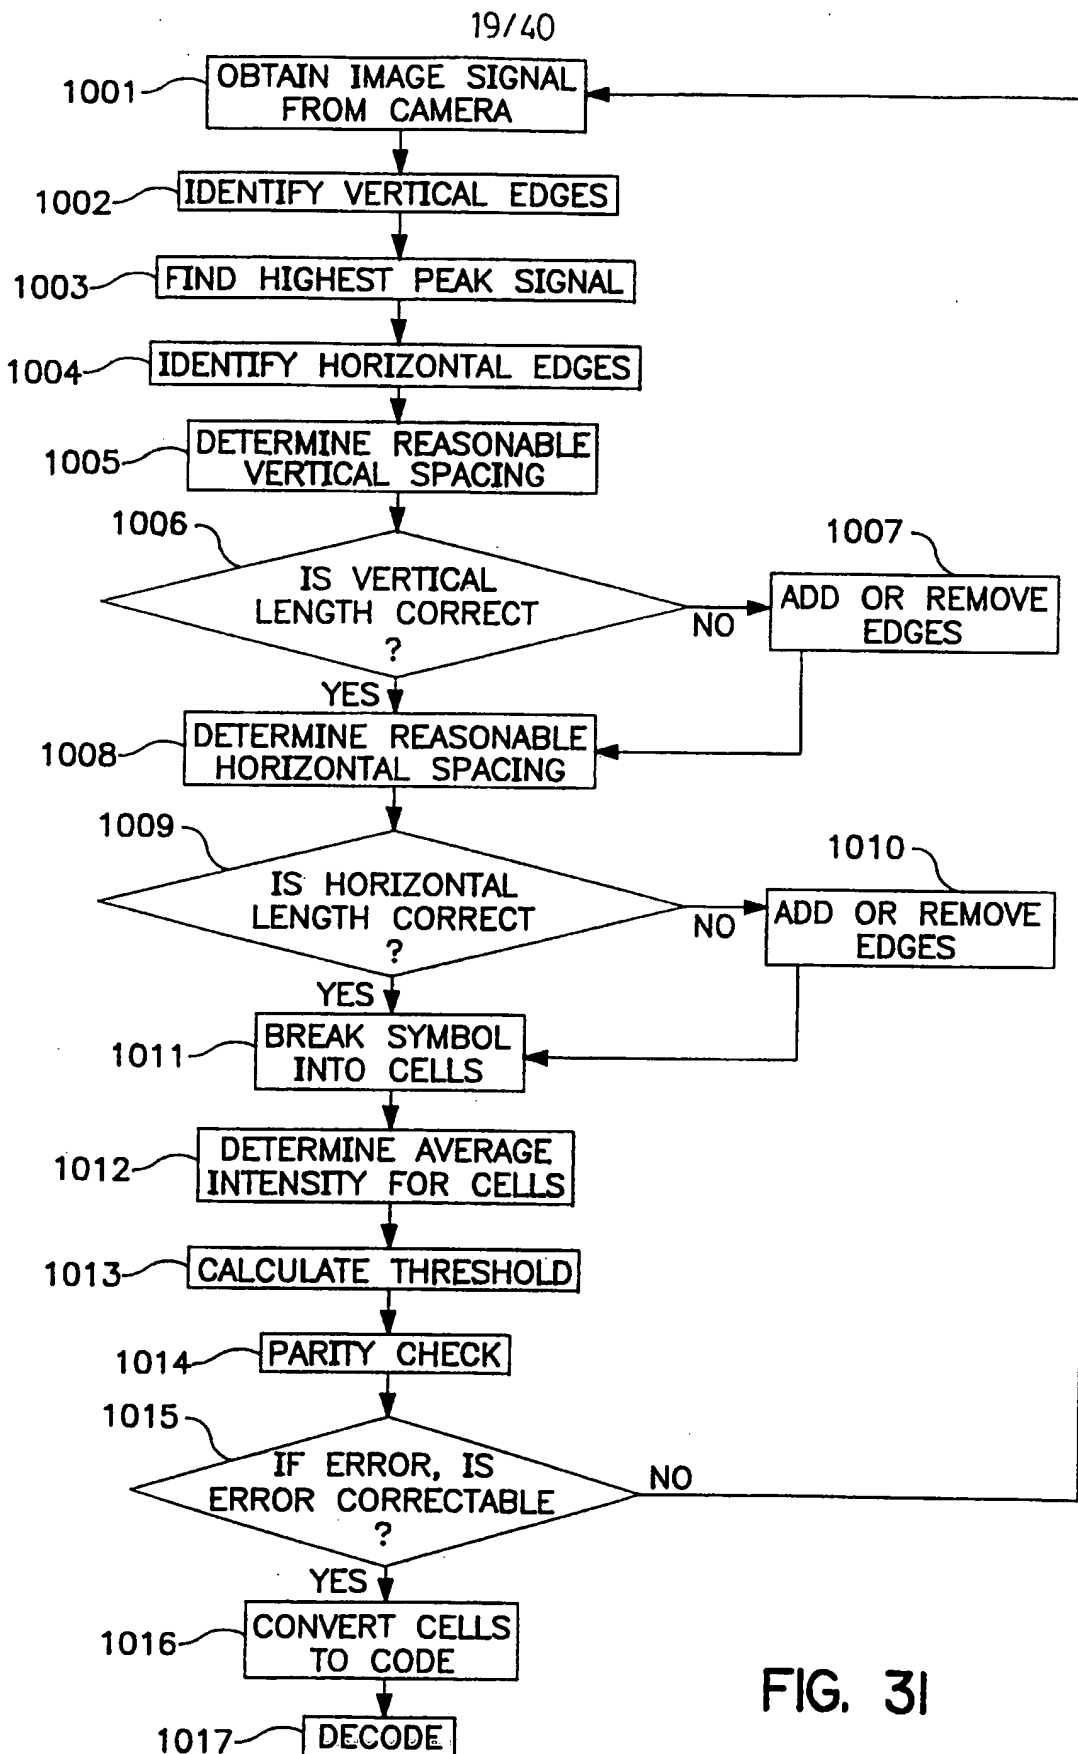 19/40
1001
OBTAIN IMAGE SIGNAL
FROM CAMERA
1002
IDENTIFY VERTICAL EDGES
1003
FIND HIGHEST PEAK SIGNAL
1004
IDENTIFY HORIZONTAL EDGES
1005
DETERMINE REASONABLE
VERTICAL SPACING
1006
IS VERTICAL
LENGTH CORRECT
?
NO
1007
ADD OR REMOVE
EDGES
YES
1008
DETERMINE REASONABLE
HORIZONTAL SPACING
1009
IS HORIZONTAL
LENGTH CORRECT
?
NO
1010
ADD OR REMOVE
EDGES
YES
1011
BREAK SYMBOL
INTO CELLS
1012
DETERMINE AVERAGE
INTENSITY FOR CELLS
1013
CALCULATE THRESHOLD
1014
PARITY CHECK
1015
IF ERROR, IS
ERROR CORRECTABLE
?
NO
YES
1016
CONVERT CELLS
TO CODE
1017
DECODE
FIG. 31